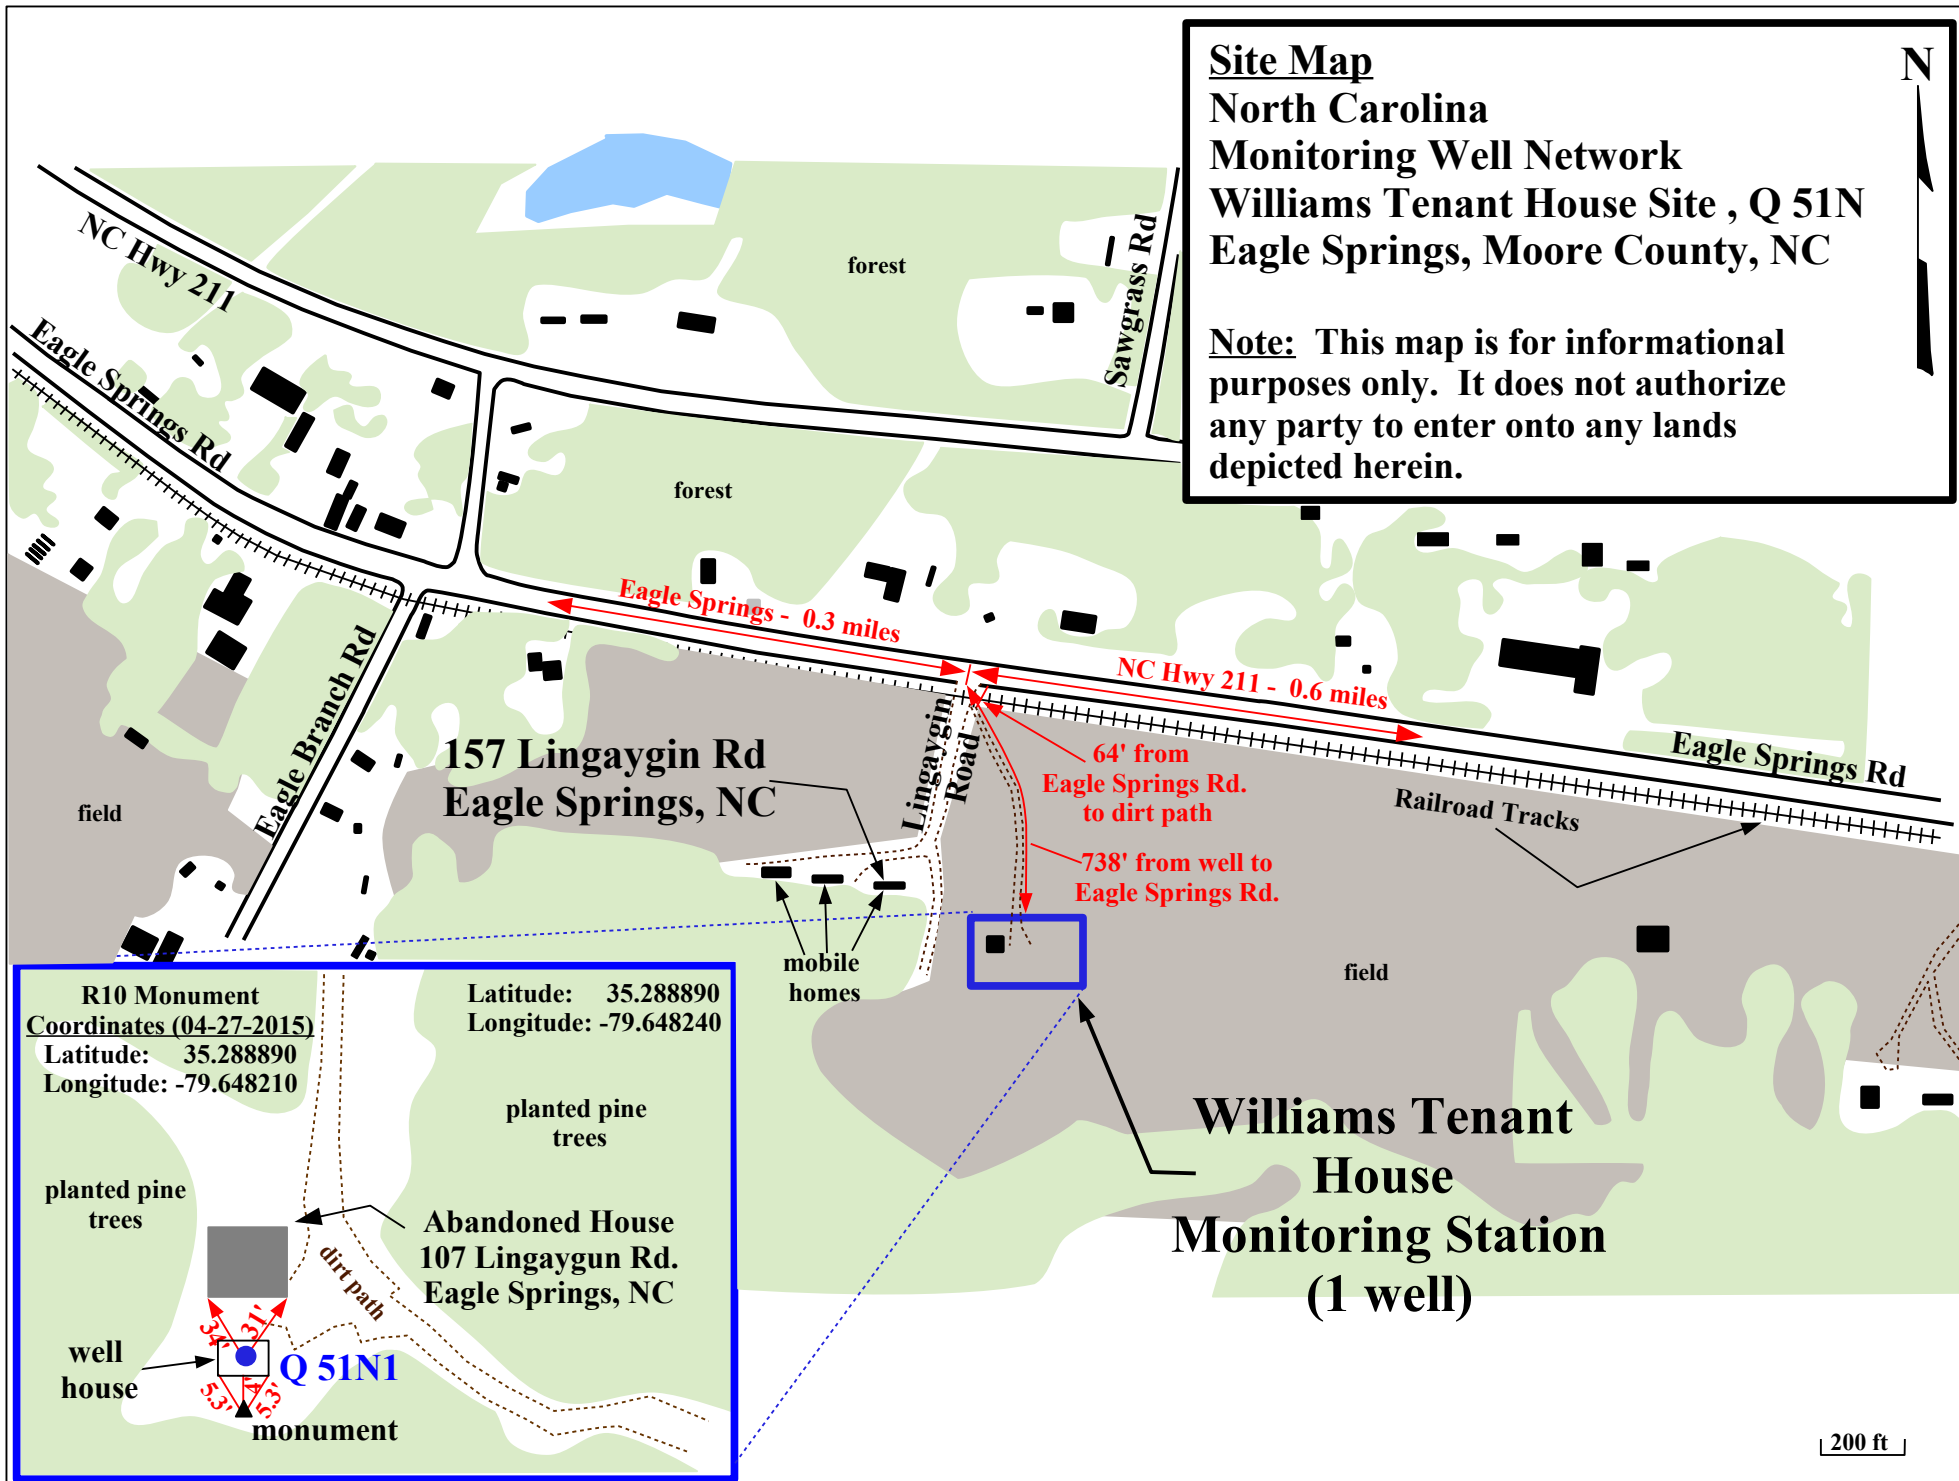 Site Map
North Carolina
Monitoring Well Network
Williams Tenant House Site , Q 51N
Eagle Springs, Moore County, NC
Note: This map is for informational
purposes only. It does not authorize
any party to enter onto any lands
depicted herein.
N
NC Hwy 211
Eagle Springs Rd
Sawgrass Rd
forest
forest
Eagle Springs - 0.3 miles
NC Hwy 211 - 0.6 miles
Eagle Springs Rd
Eagle Branch Rd
Lingaygin
Road
157 Lingaygin Rd
Eagle Springs, NC
64' from
Eagle Springs Rd.
to dirt path
738' from well to
Eagle Springs Rd.
Railroad Tracks
field
field
mobile
homes
Williams Tenant
House
Monitoring Station
(1 well)
R10 Monument
Coordinates (04-27-2015)
Latitude: 35.288890
Longitude: -79.648210
Latitude: 35.288890
Longitude: -79.648240
planted pine
trees
planted pine
trees
Abandoned House
107 Lingaygun Rd.
Eagle Springs, NC
dirt path
34'
31'
well
house
Q 51N1
5.3'
4'
5.3'
monument
200 ft